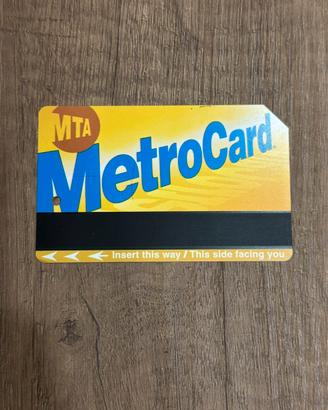 MTA
MetroCard
Insert this way / This side facing you